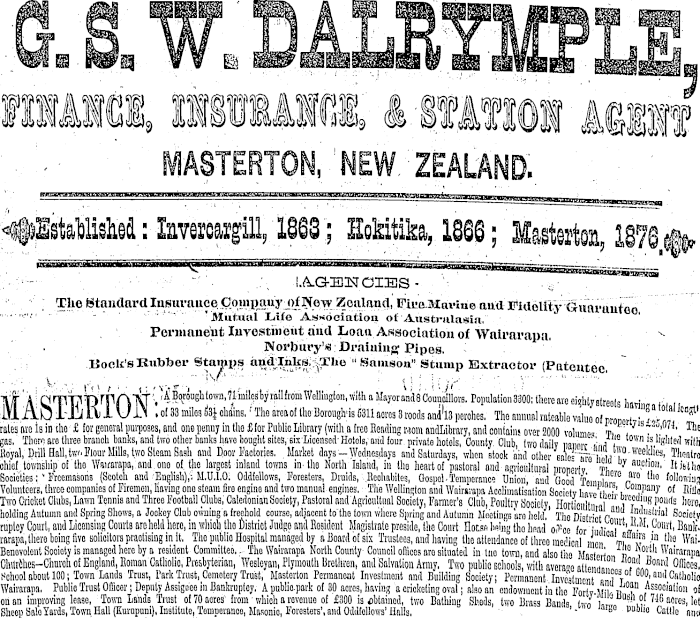 G. S. W. DALRYMPLE,
FINANCE, INSURANCE, & STATION AGENT
MASTERTON, NEW ZEALAND.
Established : Invercargill, 1863 ; Hokitika, 1866 ; Masterton, 1876.
AGENCIES -
The Standard Insurance Company of New Zealand, Fire Marine and Fidelity Guarantee.
Mutual Life Association of Australasia.
Permanent Investment and Loan Association of Wairarapa.
Norbury's Draining Pipes.
Bock's Rubber Stamps and Inks. The "Samson" Stump Extractor (Patentee.
MASTERTON: A Borough town, 71 miles by rail from Wellington, with a Mayor and 8 Councillors. Population 3300: there are eighty streets having a total length
of 33 miles 53½ chains. The area of the Borough is 5311 acres 3 roods and 13 perches. The annual rateable value of property is £25,074. The
rates are 1s in the £ for general purposes, and one penny in the £ for Public Library (with a free Reading room and Library, and contains over 2000 volumes. The town is lighted with
gas. There are three branch banks, and two other banks have bought sites, six Licensed Hotels, and four private hotels, County Club, two daily paper and two weeklies, Theatre
Royal, Drill Hall, two Flour Mills, two Steam Sash and Door Factories. Market days — Wednesdays and Saturdays, when stock and other sales are held by auction. It is the
chief township of the Wairarapa, and one of the largest inland towns in the North Island, in the heart of pastoral and agricultural property. There are the following
Societies: Freemasons (Scotch and English), M.U.I.O. Oddfellows, Foresters, Druids, Rechabites, Gospel Temperance Union, and Good Templars, Company of Rifle
Volunteers, three companies of Firemen, having one steam fire engine and two manual engines. The Wellington and Wairarapa Acclimatisation Society have their breeding ponds here,
Two Cricket Clubs, Lawn Tennis and Three Football Clubs, Caledonian Society, Pastoral and Agricultural Society, Farmer's Club, Poultry Society, Horticultural and Industrial Society
holding Autumn and Spring Shows, a Jockey Club owning a freehold course, adjacent to the town where Spring and Autumn Meetings are held. The District Court, R.M. Court, Bank-
ruptcy Court, and Licensing Courts are held here, in which the District Judge and Resident Magistrate preside, the Court House being the head office for judicial affairs in the Wai-
rarapa, there being five solicitors practising in it. The public Hospital managed by a Board of six Trustees, and having the attendance of three medical men. The North Wairarapa
Benevolent Society is managed here by a resident Committee. The Wairarapa North County Council offices are situated in the town, and also the Masterton Road Board Offices,
Churches—Church of England, Roman Catholic, Presbyterian, Wesleyan, Plymouth Brethren, and Salvation Army. Two public schools, with average attendances of 600, and Catholic
School about 100; Town Lands Trust, Park Trust, Cemetery Trust, Masterton Permanent Investment and Building Society; Permanent Investment and Loan Association of
Wairarapa. Public Trust Officer; Deputy Assignee in Bankruptcy. A public park of 30 acres, having a cricketing oval; also an endowment in the Forty-Mile Bush of 746 acres, let
on an improving lease, Town Lands Trust of 70 acres from which a revenue of £300 is obtained, two Bathing Sheds, two Brass Bands, two large public Cattle and
Sheep Sale Yards, Town Hall (Kurupuni), Institute, Temperance, Masonic, Foresters', and Oddfellows' Halls.